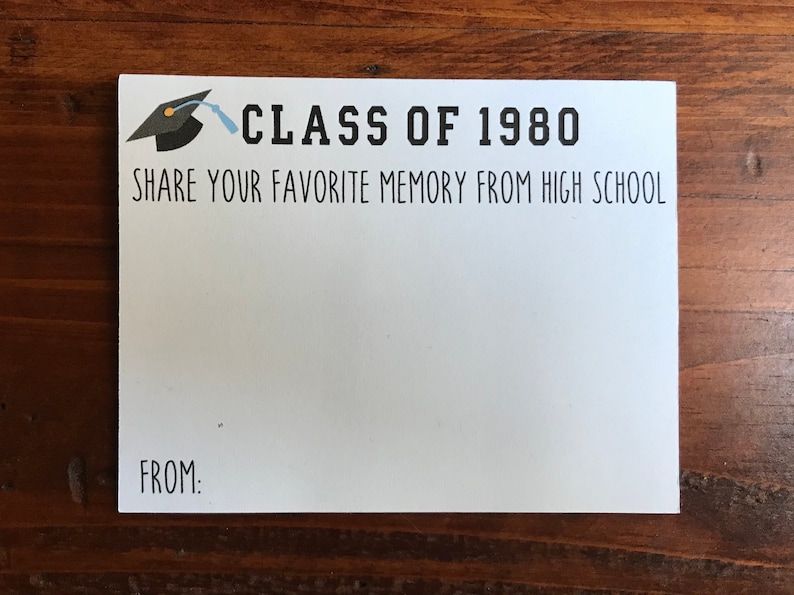 CLASS OF 1980
SHARE YOUR FAVORITE MEMORY FROM HIGH SCHOOL
FROM: